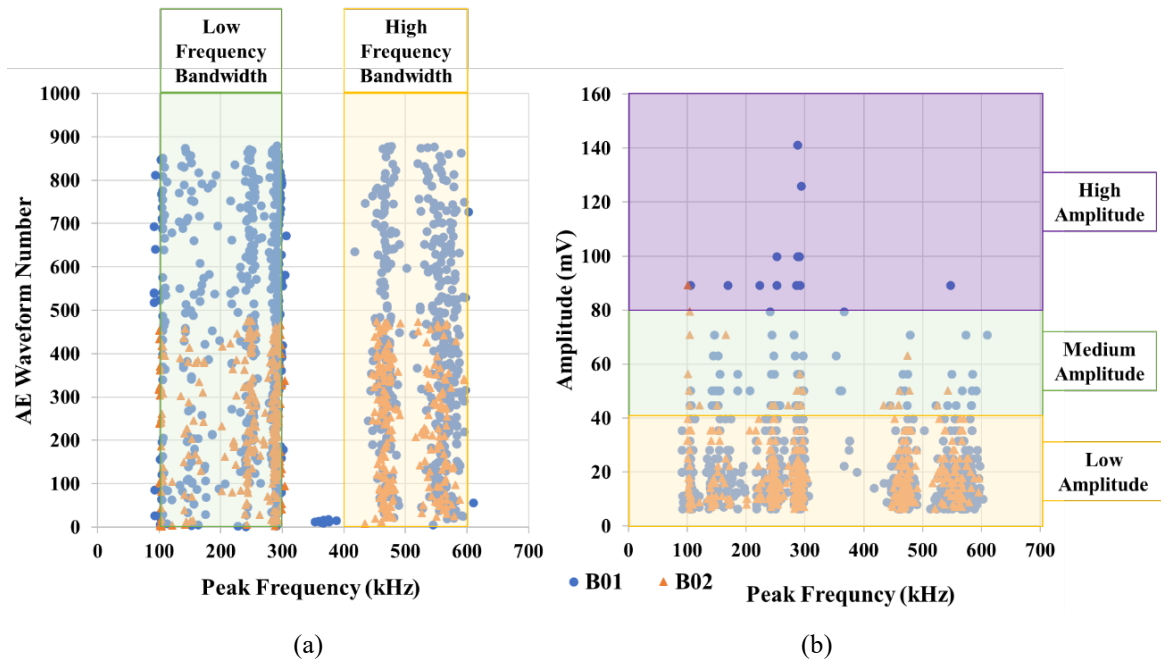 Low
Frequency
Bandwidth
High
Frequency
Bandwidth
AE Waveform Number
1000
900
800
700
600
500
400
300
200
100
0
0 100 200 300 400 500 600 700
Peak Frequency (kHz)
Amplitude (mV)
160
140
120
100
80
60
40
20
0
0 100 200 300 400 500 600 700
Peak Frequncy (kHz)
High
Amplitude
Medium
Amplitude
Low
Amplitude
B01 B02
(a) (b)